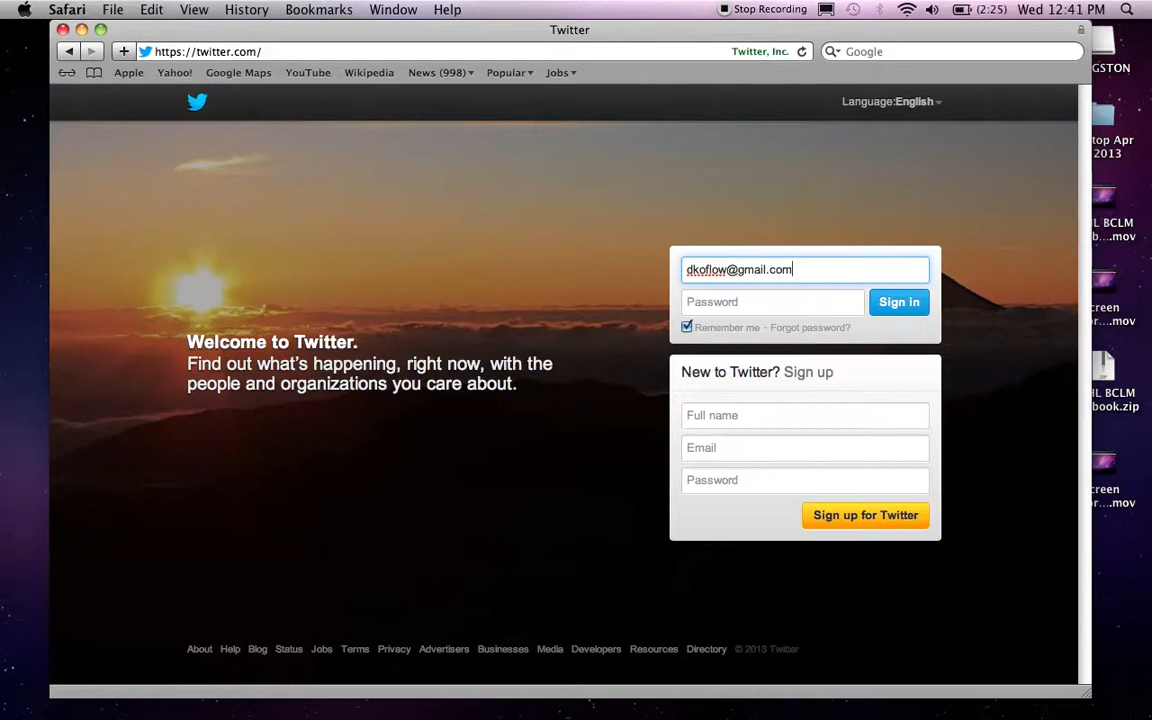 Safari File Edit View History Bookmarks Window Help Stop Recording (2:25) Wed 12:41 PM
Twitter
https://twitter.com/ Twitter, Inc. Google
Apple Yahoo! Google Maps YouTube Wikipedia News (998) Popular Jobs
GSTON
Language: English
top Apr
2013
HL BCLM
b...mov
dkoflow@gmail.com
Password Sign in
Remember me · Forgot password?
creen
or...mov
Welcome to Twitter.
Find out what's happening, right now, with the
people and organizations you care about.
New to Twitter? Sign up
ZIP
HL BCLM
book.zip
Full name
Email
Password
creen
or...mov
Sign up for Twitter
About Help Blog Status Jobs Terms Privacy Advertisers Businesses Media Developers Resources Directory © 2013 Twitter